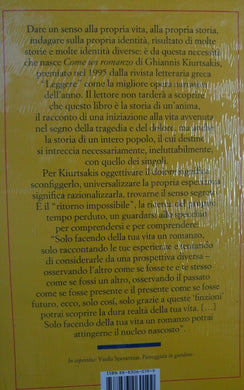 Dare un senso alla propria vita, alla propria storia,
indagare sulla propria identità, risultato di molte
storie e molte identità diverse: è da questa necessità
che nasce Come un romanzo di Ghiannis Kiurtsakis,
premiato nel 1995 dalla rivista letteraria greca
"Leggere" come la migliore opera
dell'anno. Il lettore non tarderà a scoprire
che questo libro è la storia di un'anima,
il racconto di una iniziazione alla vita avvenuto
nel segno della tragedia e del dolore, ma anche
la storia di un intero popolo, il cui destino
si intreccia necessariamente, ineluttabilmente,
con quello dei singoli.
Per Kiurtsakis oggettivare il dolore significa
sconfiggerlo, universalizzare la propria esperienza
significa razionalizzarla, trovarne il senso segreto.
È il "ritorno impossibile", la ricerca del proprio
tempo perduto, un guardarsi allo specchio
per comprendersi e per comprendere.
"Solo facendo della tua vita un romanzo,
solo raccontando le tue esperienze e tentando
di considerarle da una prospettiva diversa –
osservando l'altro come se fosse te e te stesso
come se fossi un altro, osservando il passato
come se fosse presente e il presente come se fosse
futuro, ecco, solo così, solo grazie a queste 'finzioni'
potrai scoprire la dura realtà della tua vita. (...)
Solo facendo della tua vita un romanzo potrai
attingerne il nucleo nascosto".
In copertina: Vasilis Sperantzas, Passeggiata in giardino